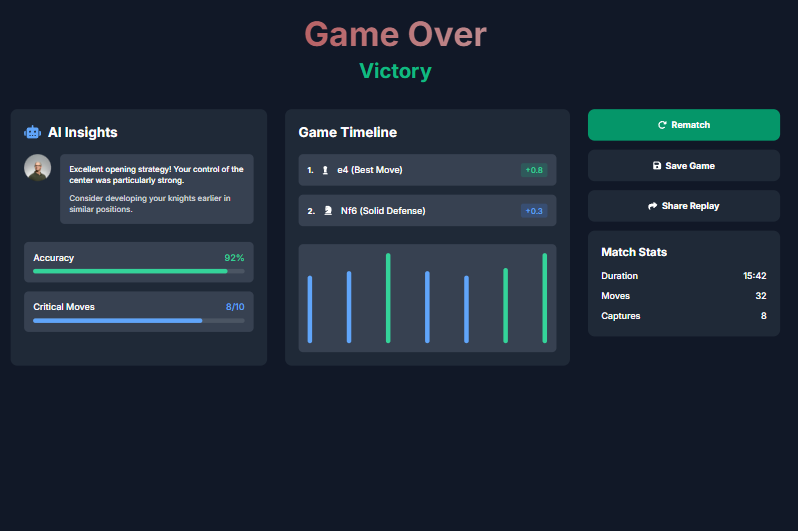 Game Over
Victory
AI Insights
Excellent opening strategy! Your control of the
center was particularly strong.
Consider developing your knights earlier in
similar positions.
Accuracy 92%
Critical Moves 8/10
Game Timeline
1. e4 (Best Move) +0.8
2. Nf6 (Solid Defense) +0.3
Rematch
Save Game
Share Replay
Match Stats
Duration 15:42
Moves 32
Captures 8